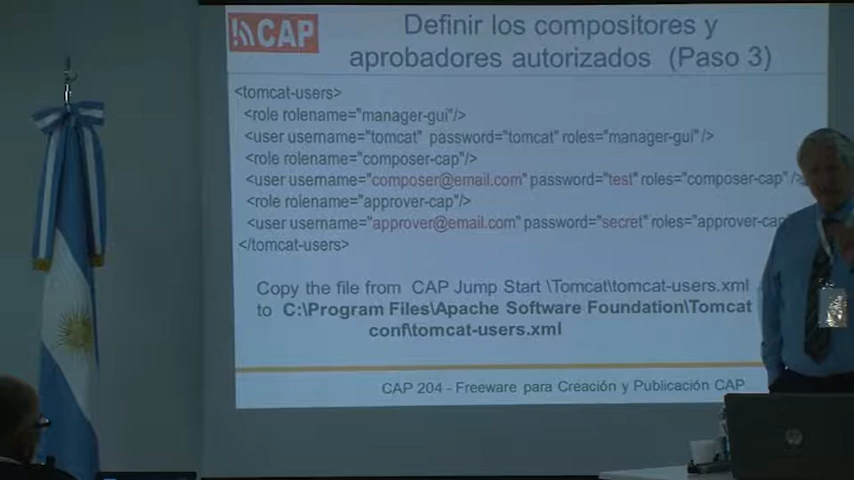 CAP
Definir los compositores y
aprobadores autorizados (Paso 3)
<tomcat-users>
<role rolename="manager-gui"/>
<user username="tomcat" password="tomcat" roles="manager-gui"/>
<role rolename="composer-cap"/>
<user username="composer@email.com" password="test" roles="composer-cap"/>
<role rolename="approver-cap"/>
<user username="approver@email.com" password="secret" roles="approver-cap
</tomcat-users>
Copy the file from CAP Jump Start \Tomcat\tomcat-users.xml
to C:\Program Files\Apache Software Foundation\Tomcat
conf\tomcat-users.xml
CAP 204 - Freeware para Creación y Publicación CAP